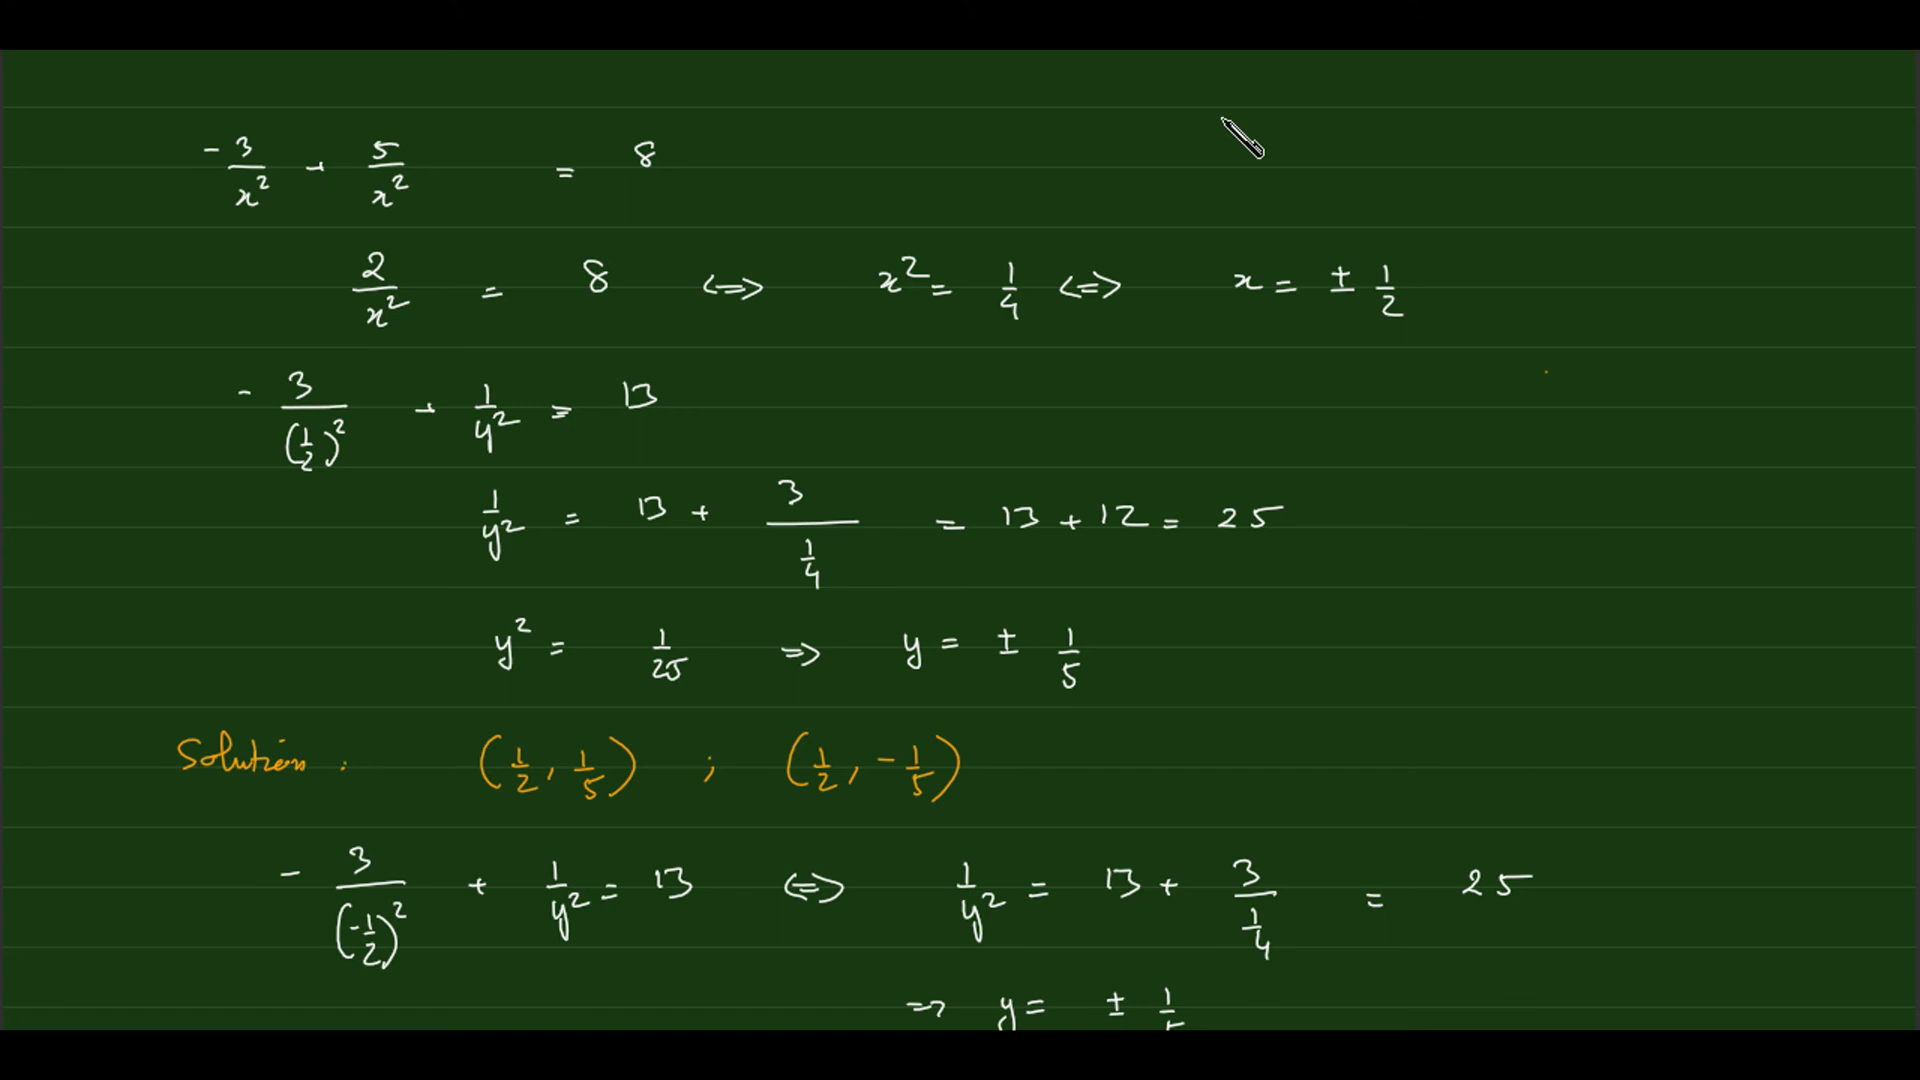 - 3/x² + 5/x² = 8
2/x² = 8 <=> x² = 1/4 <=> x = ± 1/2
- 3/(1/2)² + 1/y² = 13
1/y² = 13 + 3/(1/4) = 13 + 12 = 25
y² = 1/25 => y = ± 1/5
Solution : (1/2, 1/5) ; (1/2, -1/5)
- 3/(-1/2)² + 1/y² = 13 <=> 1/y² = 13 + 3/(1/4) = 25
=> y = ± 1/5